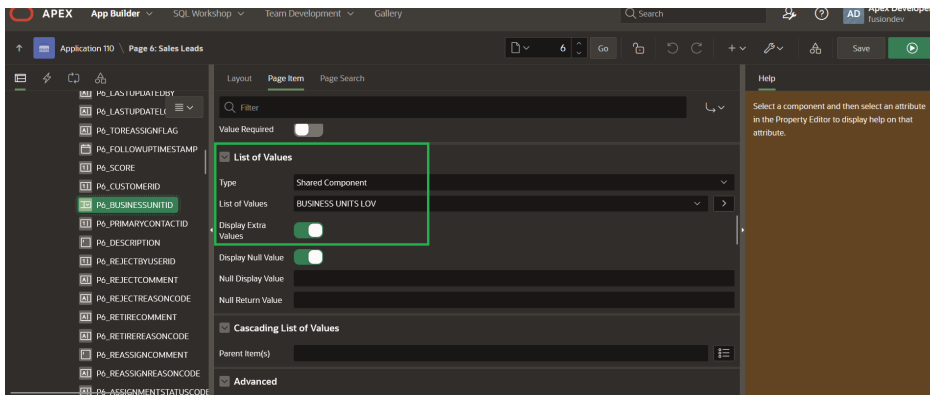 APEX App Builder SQL Workshop Team Development Gallery Search AD Apex Developer
fusiondev
Application 110 \ Page 6: Sales Leads 6 Go Save
Layout Page Item Page Search Help
P6_LASTUPDATEDBY
P6_TOREASSIGNFLAG
P6_FOLLOWUPTIMESTAMP
P6_SCORE
P6_CUSTOMERID
P6_BUSINESSUNITID
P6_PRIMARYCONTACTID
P6_DESCRIPTION
P6_REJECTBYUSERID
P6_REJECTCOMMENT
P6_REJECTREASONCODE
P6_RETIRECOMMENT
P6_RETIREREASONCODE
P6_REASSIGNCOMMENT
P6_REASSIGNREASONCODE
P6_ASSIGNMENTSTATUSCODE
Filter
Value Required
List of Values
Type Shared Component
List of Values BUSINESS UNITS LOV
Display Extra
Values
Display Null Value
Null Display Value
Null Return Value
Cascading List of Values
Parent Item(s)
Advanced
Select a component and then select an attribute
in the Property Editor to display help on that
attribute.